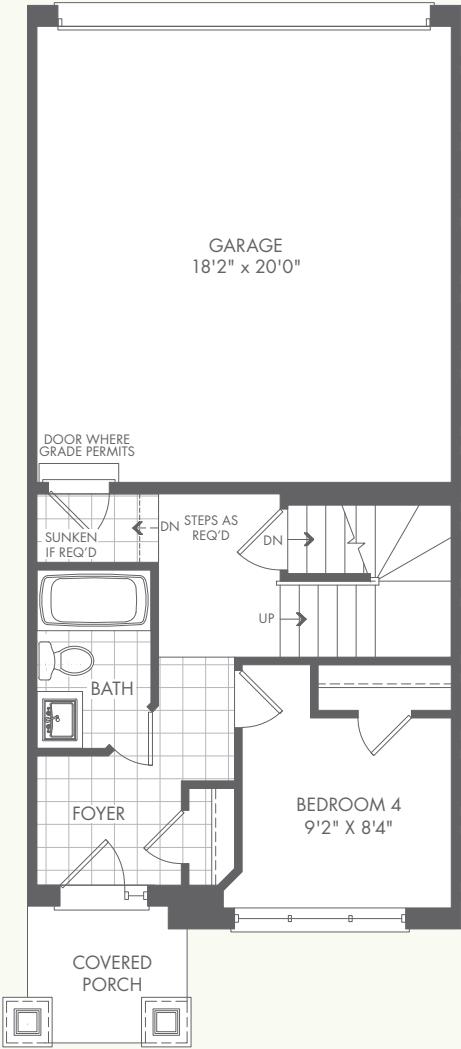 GARAGE
18'2" x 20'0"
DOOR WHERE
GRADE PERMITS
SUNKEN
IF REQ'D
DN
STEPS AS
REQ'D
DN
UP
BATH
FOYER
BEDROOM 4
9'2" X 8'4"
COVERED
PORCH